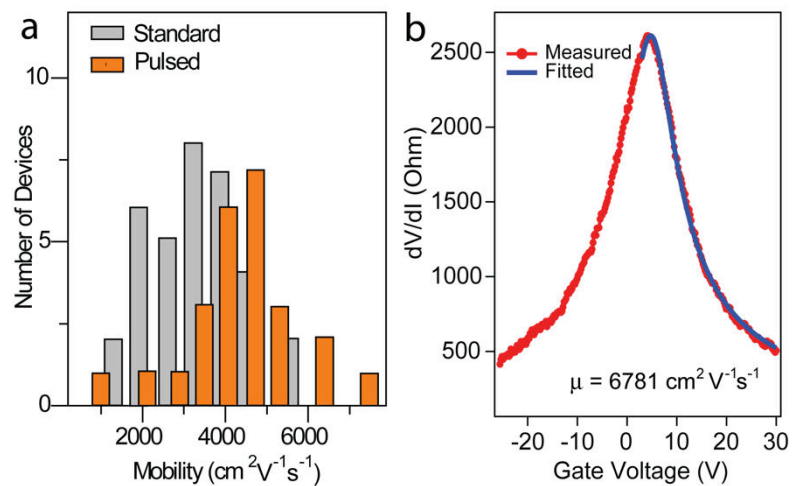 a
Standard
Pulsed
10
5
0
Number of Devices
2000 4000 6000
Mobility (cm²V⁻¹s⁻¹)
b
Measured
Fitted
2500
2000
1500
1000
500
dV/dI (Ohm)
μ = 6781 cm² V⁻¹s⁻¹
-20 -10 0 10 20 30
Gate Voltage (V)